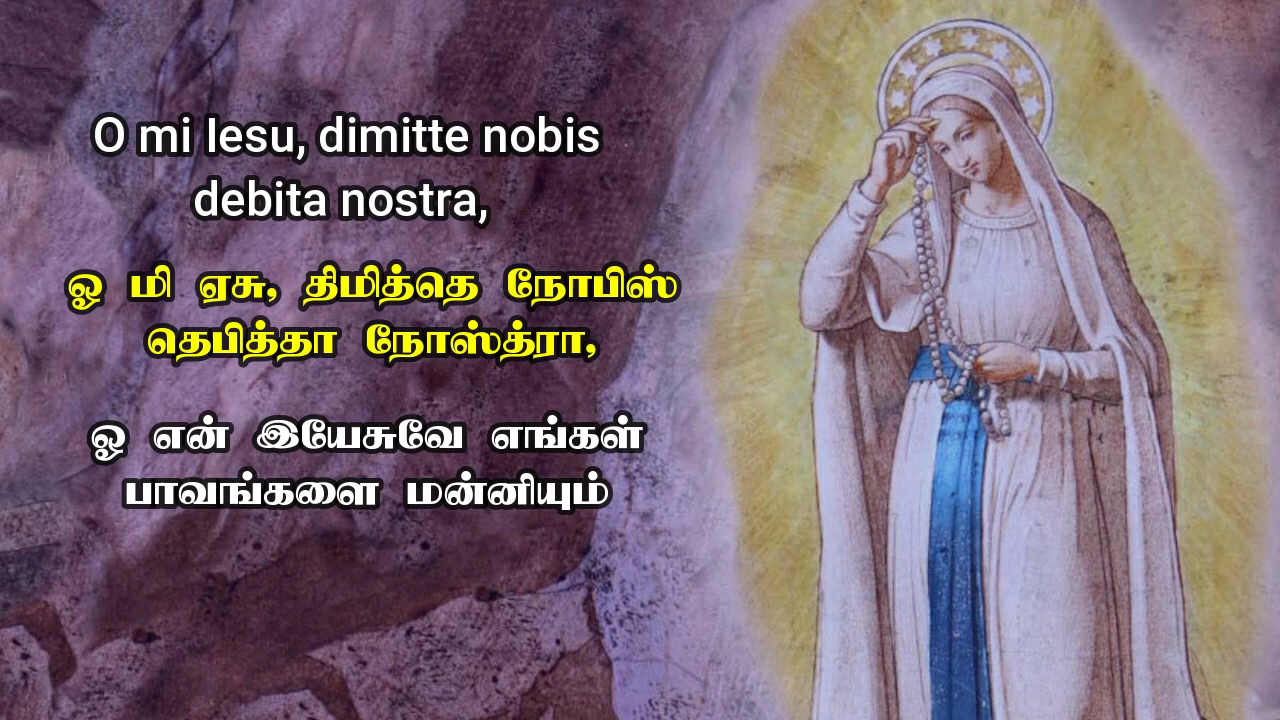 O mi Iesu, dimitte nobis
debita nostra,
ஓ மி ஏசு, திமித்தெ நோபிஸ்
தெபித்தா நோஸ்த்ரா,
ஓ என் இயேசுவே எங்கள்
பாவங்களை மன்னியும்